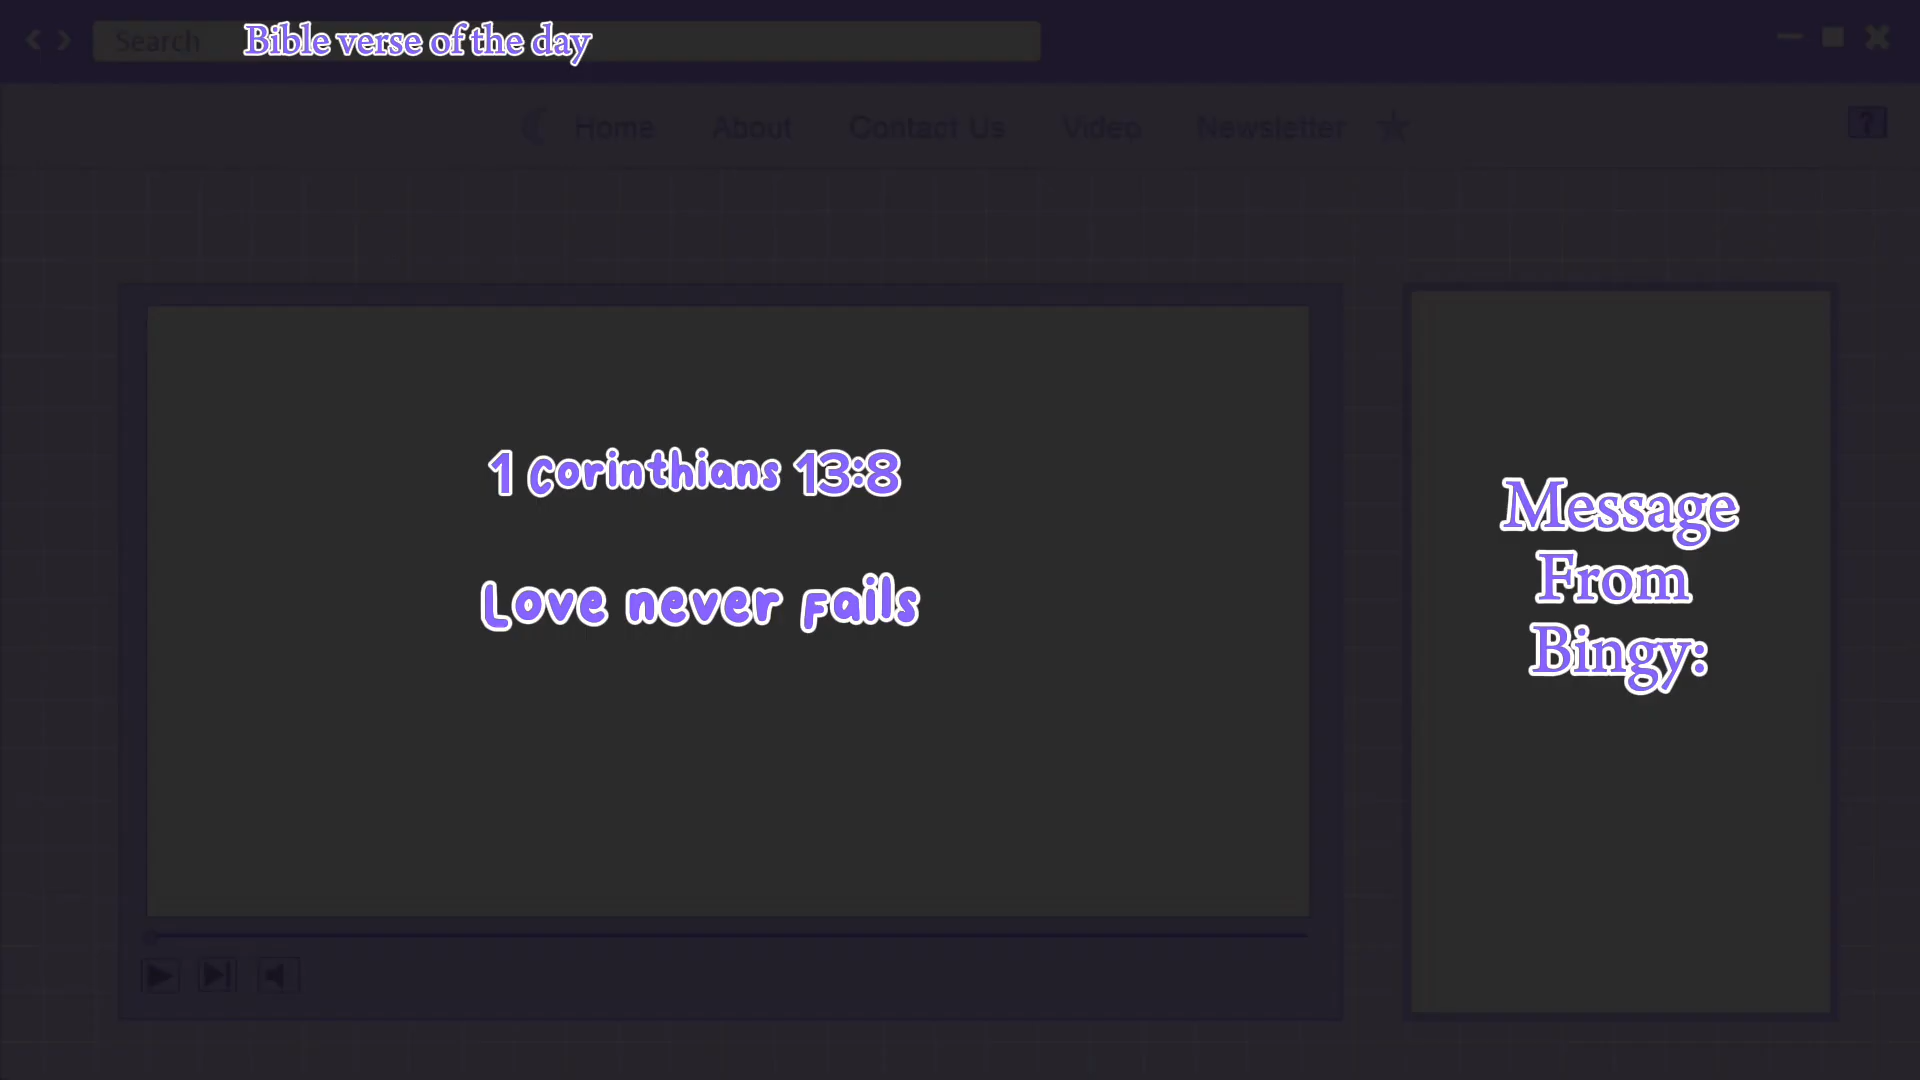 Search Bible verse of the day
Home About Contact Us Video Newsletter
?
1 Corinthians 13:8
Love never fails
Message
From
Bingy: